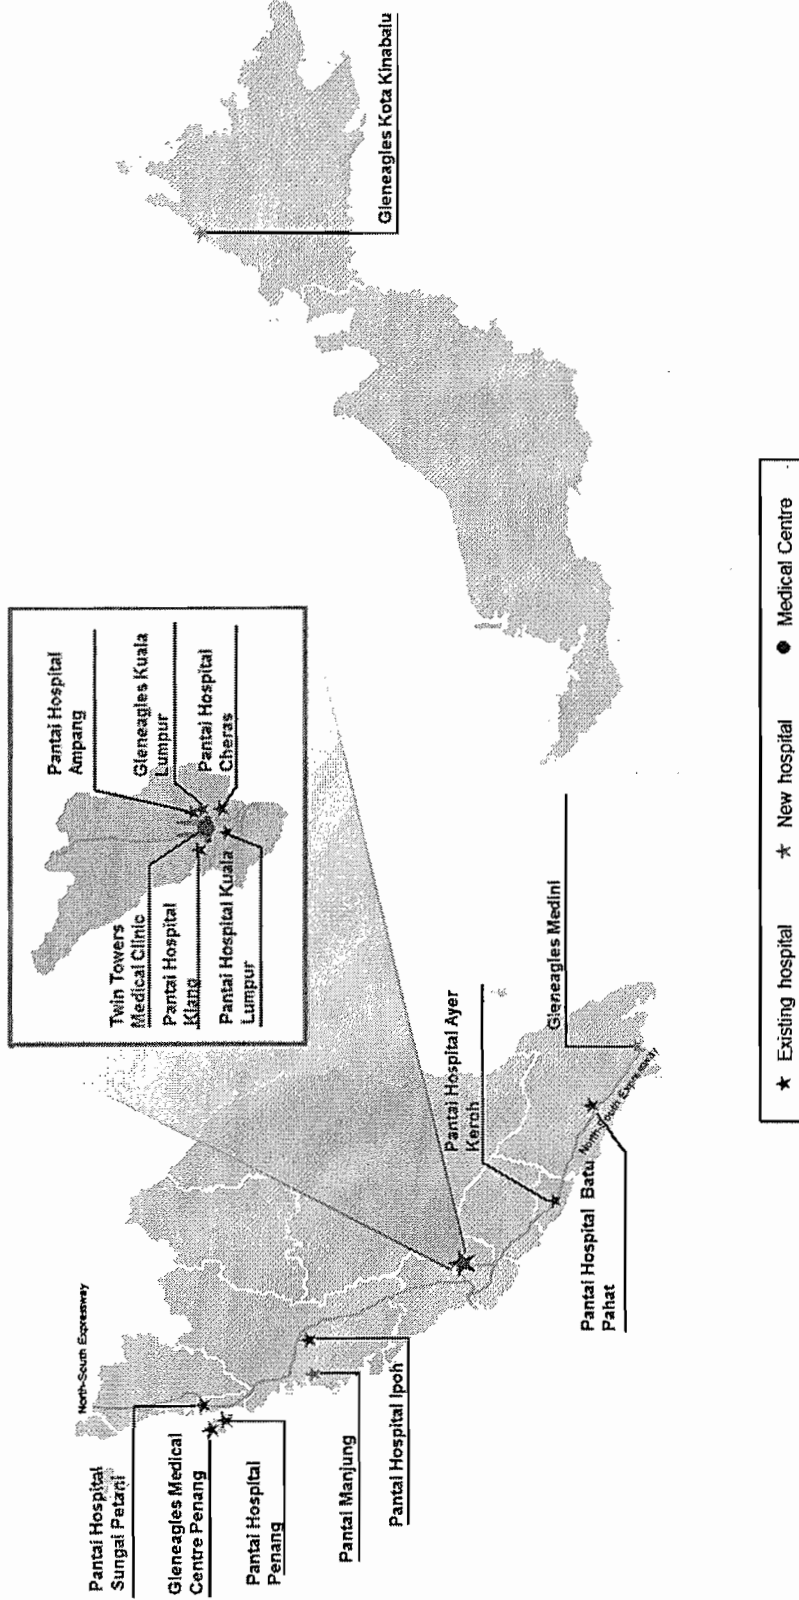 North-South Expressway
Pantai Hospital
Sungai Petani
Gleneagles Medical
Centre Penang
Pantai Hospital
Penang
Pantai Manjung
Pantai Hospital Ipoh
Twin Towers
Medical Clinic
Pantai Hospital
Klang
Pantai Hospital Kuala
Lumpur
Pantai Hospital
Ampang
Gleneagles Kuala
Lumpur
Pantai Hospital
Cheras
Pantai Hospital Ayer
Keroh
Gleneagles Medini
Pantai Hospital Batu
Pahat
North-South Expressway
Gleneagles Kota Kinabalu
Existing hospital
New hospital
Medical Centre